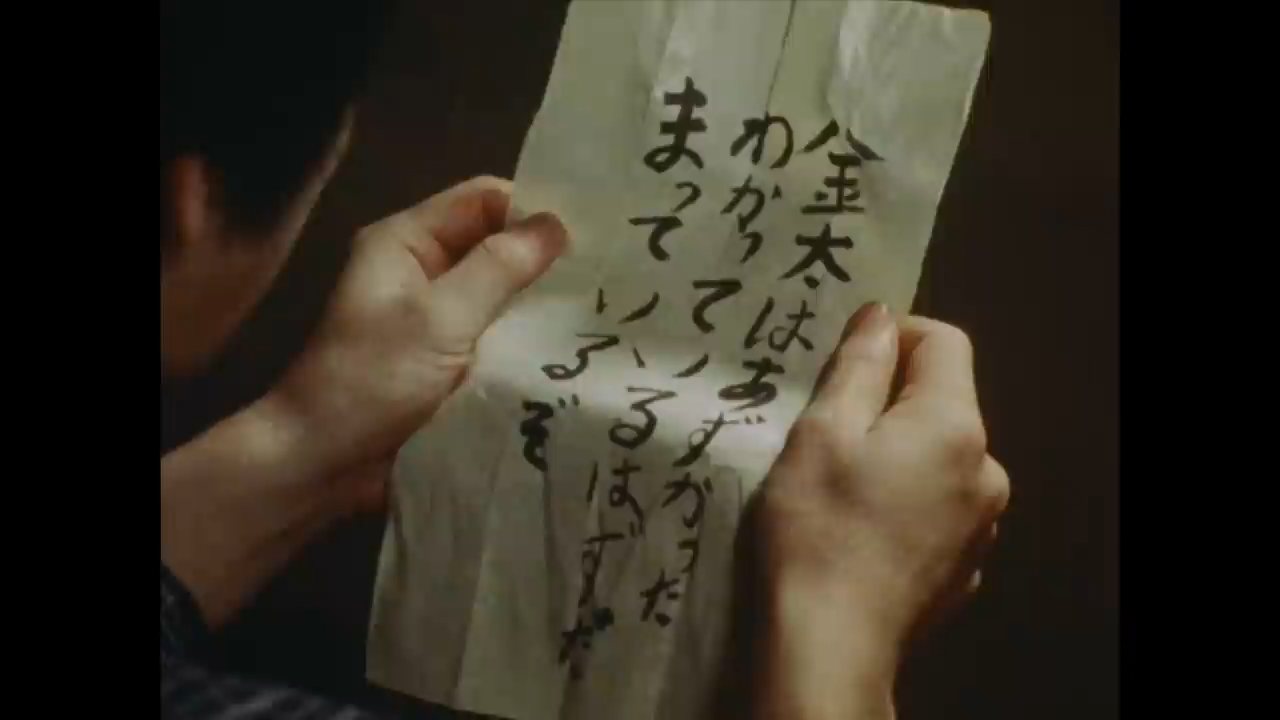 金太はあずかった
わかっているはずだ
まっているぞ